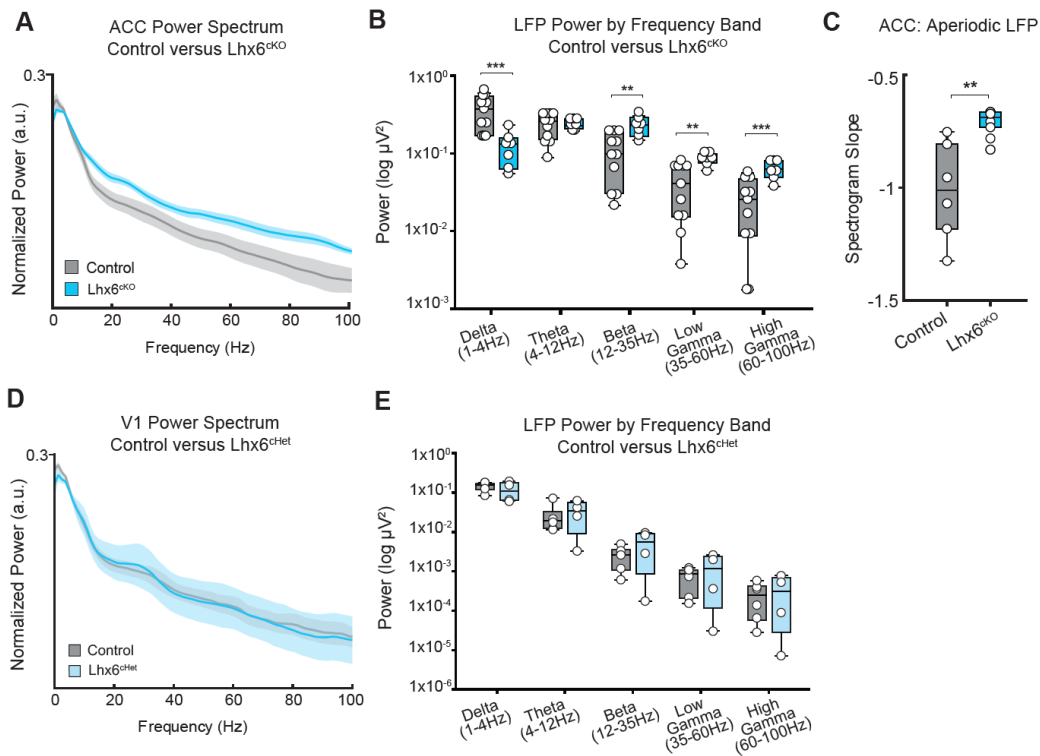 A
ACC Power Spectrum
Control versus Lhx6cKO
0.3
Normalized Power (a.u.)
Control
Lhx6cKO
0 20 40 60 80 100
Frequency (Hz)
B
LFP Power by Frequency Band
Control versus Lhx6cKO
Power (log µV²)
1x10⁰
1x10⁻¹
1x10⁻²
1x10⁻³
***
**
**
***
Delta
(1-4Hz)
Theta
(4-12Hz)
Beta
(12-35Hz)
Low
Gamma
(35-60Hz)
High
Gamma
(60-100Hz)
C
ACC: Aperiodic LFP
Spectrogram Slope
-0.5
-1
-1.5
**
Control
Lhx6cKO
D
V1 Power Spectrum
Control versus Lhx6cHet
0.3
Normalized Power (a.u.)
Control
Lhx6cHet
0 20 40 60 80 100
Frequency (Hz)
E
LFP Power by Frequency Band
Control versus Lhx6cHet
Power (log µV²)
1x10⁰
1x10⁻¹
1x10⁻²
1x10⁻³
1x10⁻⁴
1x10⁻⁵
1x10⁻⁶
Delta
(1-4Hz)
Theta
(4-12Hz)
Beta
(12-35Hz)
Low
Gamma
(35-60Hz)
High
Gamma
(60-100Hz)